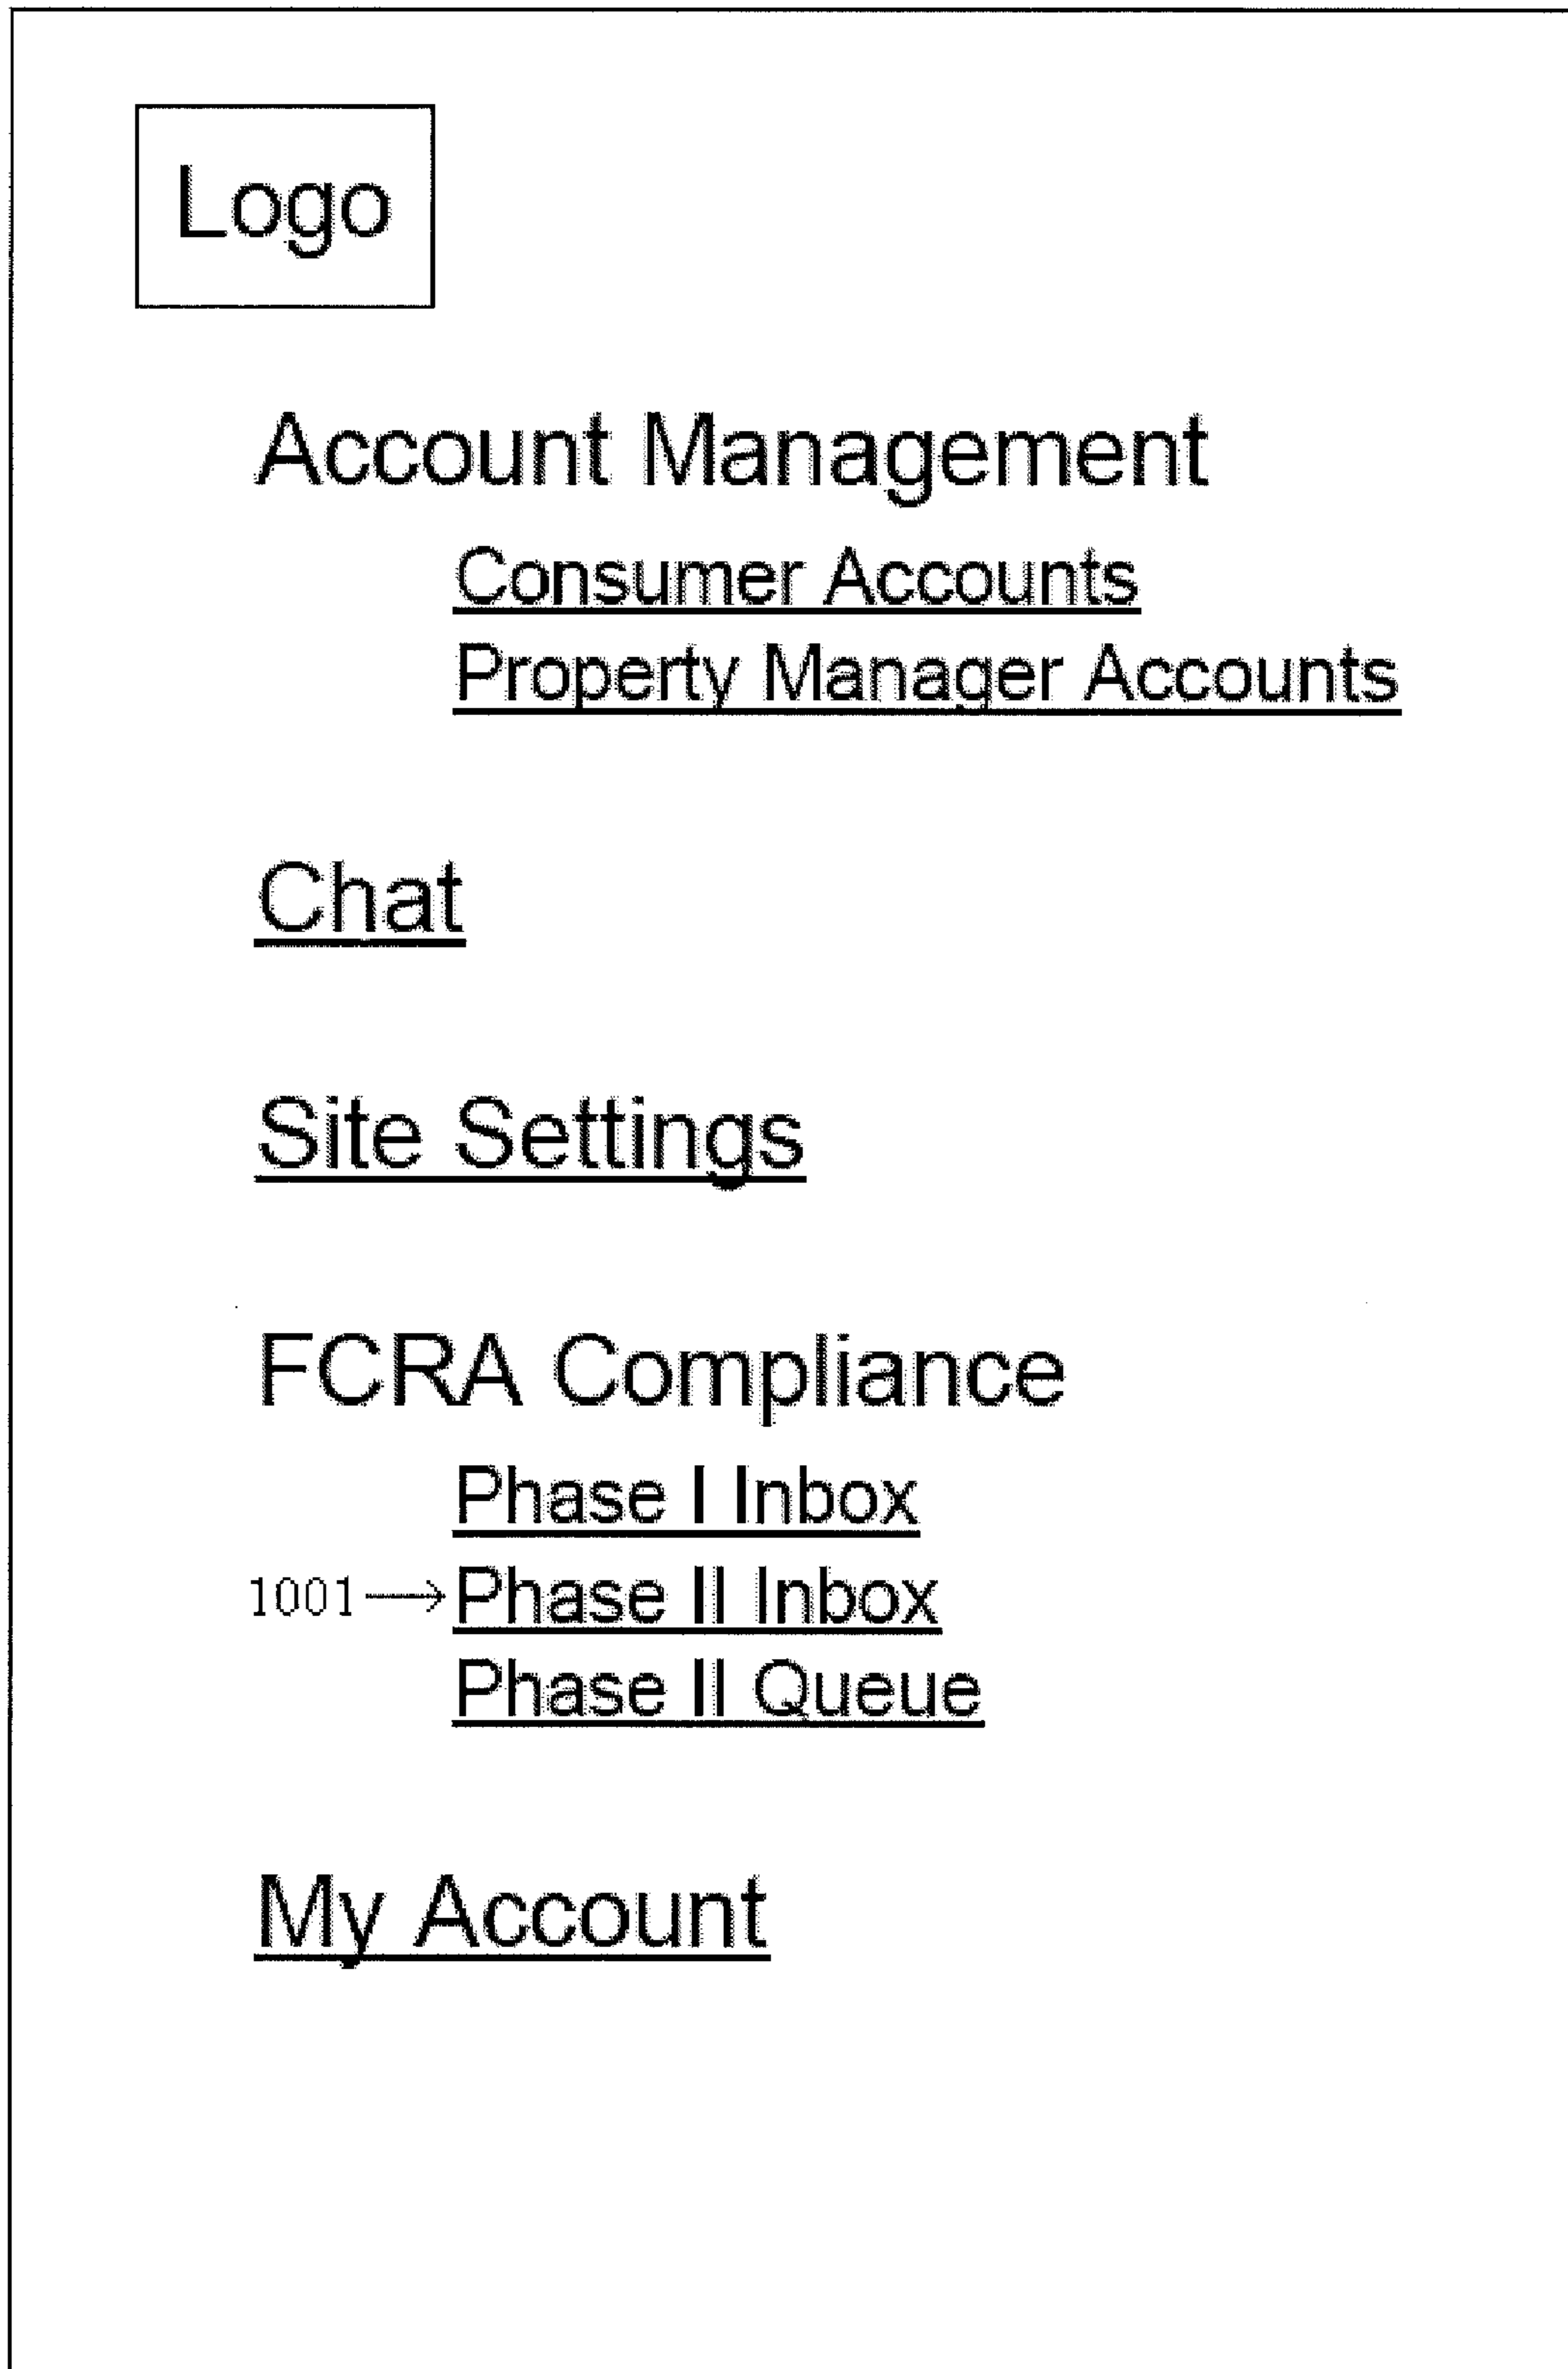 Logo
Account Management
Consumer Accounts
Property Manager Accounts
Chat
Site Settings
FCRA Compliance
Phase I Inbox
1001 → Phase II Inbox
Phase II Queue
My Account